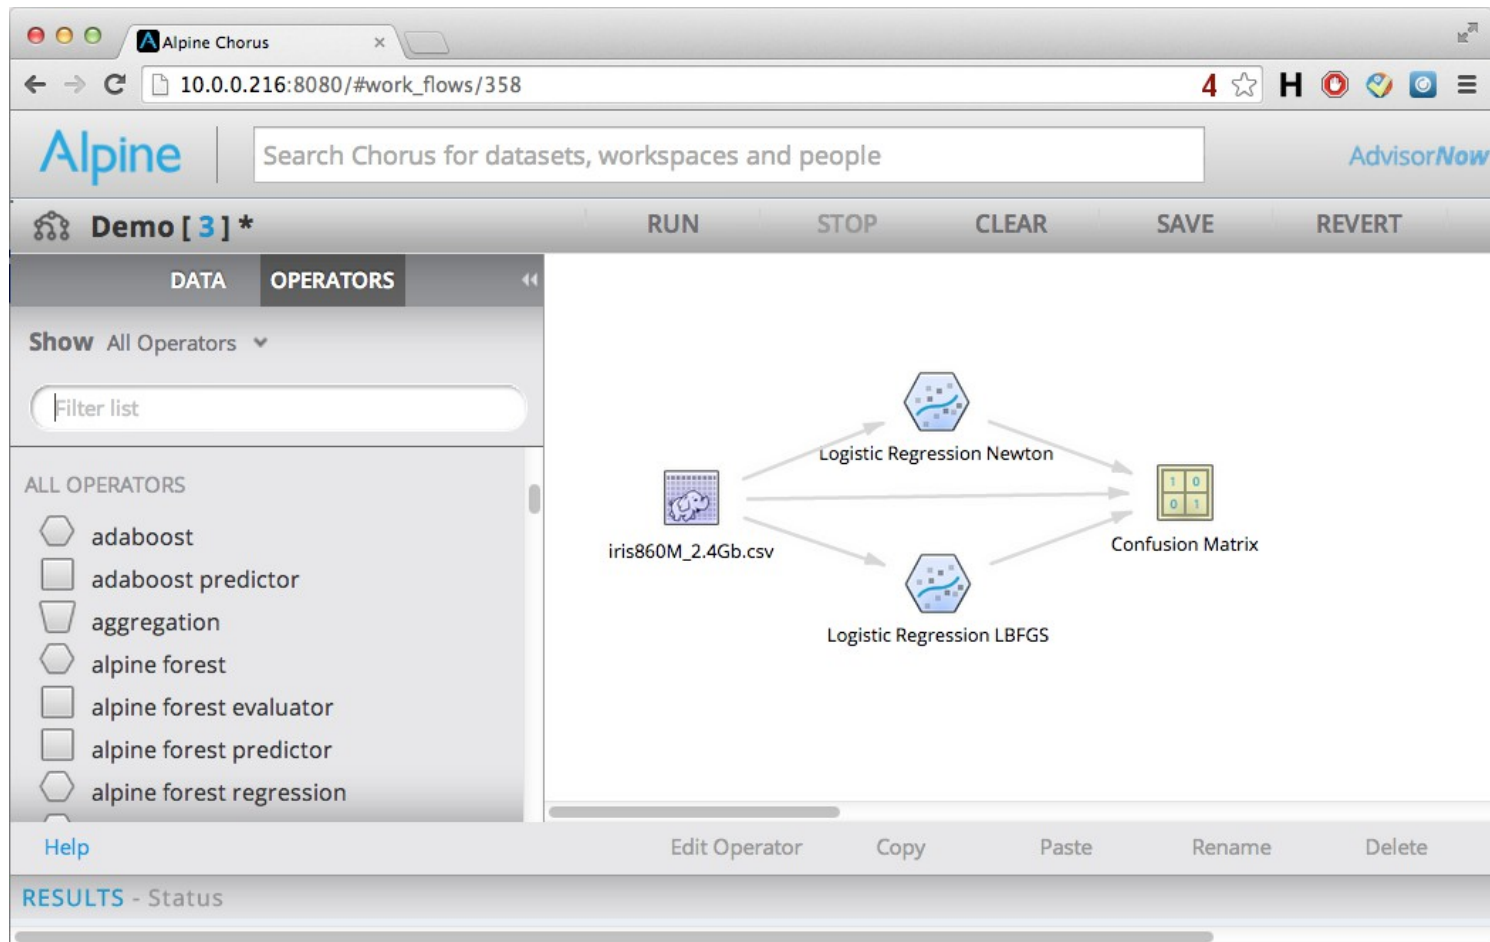 Alpine Chorus
10.0.0.216:8080/#work_flows/358
4 H
Alpine Search Chorus for datasets, workspaces and people AdvisorNow
Demo [ 3 ] * RUN STOP CLEAR SAVE REVERT
DATA OPERATORS
Show All Operators
Filter list
ALL OPERATORS
adaboost
adaboost predictor
aggregation
alpine forest
alpine forest evaluator
alpine forest predictor
alpine forest regression
Logistic Regression Newton
iris860M_2.4Gb.csv
1 0
0 1
Confusion Matrix
Logistic Regression LBFGS
Help Edit Operator Copy Paste Rename Delete
RESULTS - Status